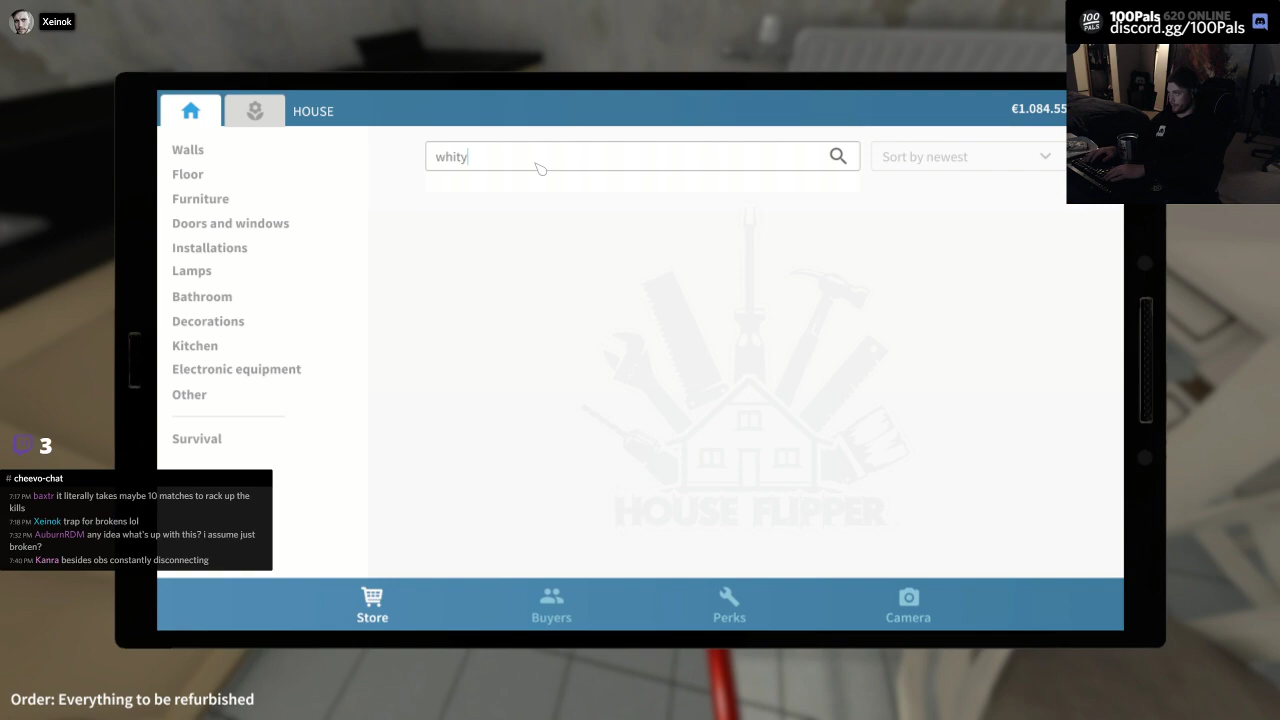 Xeinok
100Pals 620 ONLINE
100
PALS
discord.gg/100Pals
HOUSE
€1.084.55
whity
Sort by newest
Walls
Floor
Furniture
Doors and windows
Installations
Lamps
Bathroom
Decorations
Kitchen
Electronic equipment
Other
Survival
HOUSE FLIPPER
3
# cheevo-chat
7:17 PM baxtr it literally takes maybe 10 matches to rack up the
kills
7:18 PM Xeinok trap for brokens lol
7:32 PM AuburnRDM any idea what's up with this? i assume just
broken?
7:40 PM Kanra besides obs constantly disconnecting
Store
Buyers
Perks
Camera
Order: Everything to be refurbished